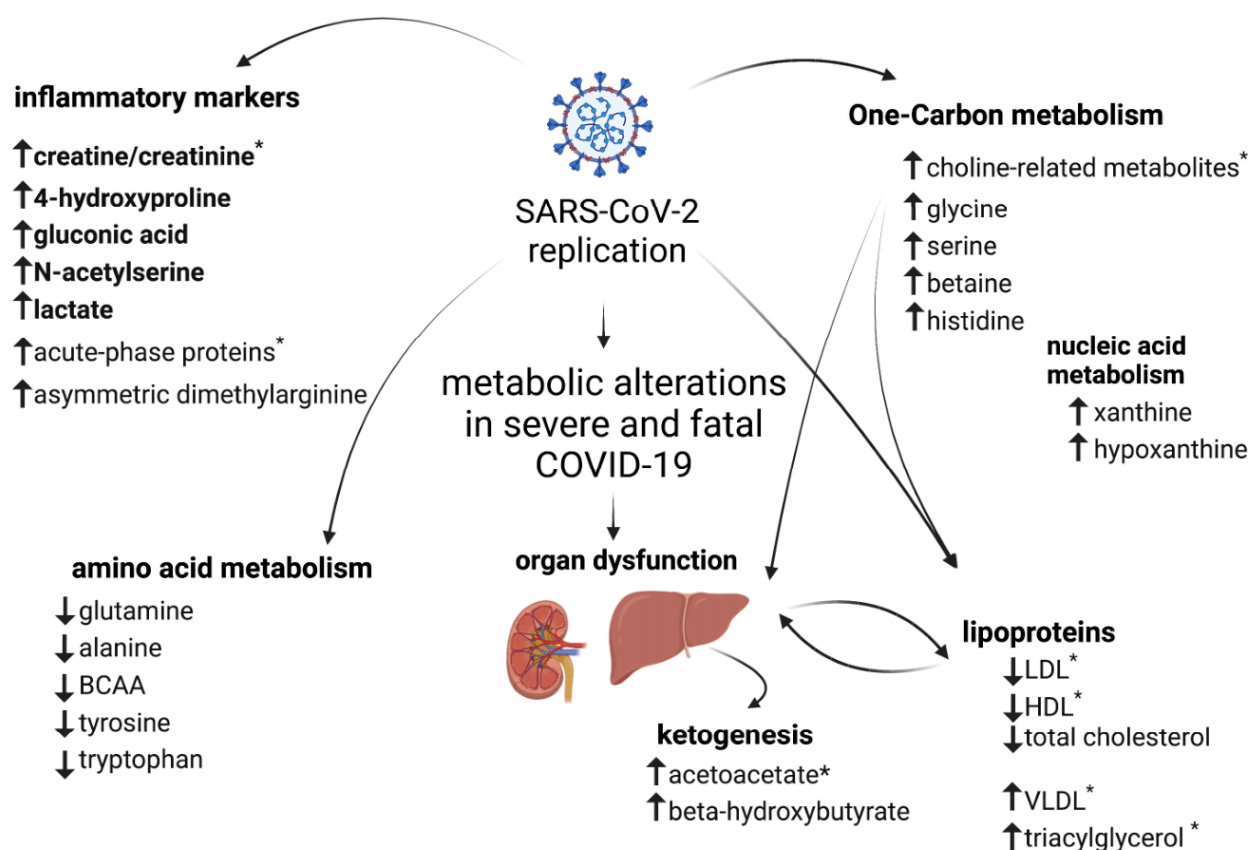 inflammatory markers
↑creatine/creatinine*
↑4-hydroxyproline
↑gluconic acid
↑N-acetylserine
↑lactate
↑acute-phase proteins*
↑asymmetric dimethylarginine
SARS-CoV-2
replication
One-Carbon metabolism
↑choline-related metabolites*
↑glycine
↑serine
↑betaine
↑histidine
nucleic acid
metabolism
↑xanthine
↑hypoxanthine
metabolic alterations
in severe and fatal
COVID-19
amino acid metabolism
↓glutamine
↓alanine
↓BCAA
↓tyrosine
↓tryptophan
organ dysfunction
ketogenesis
↑acetoacetate*
↑beta-hydroxybutyrate
lipoproteins
↓LDL*
↓HDL*
↓total cholesterol
↑VLDL*
↑triacylglycerol*